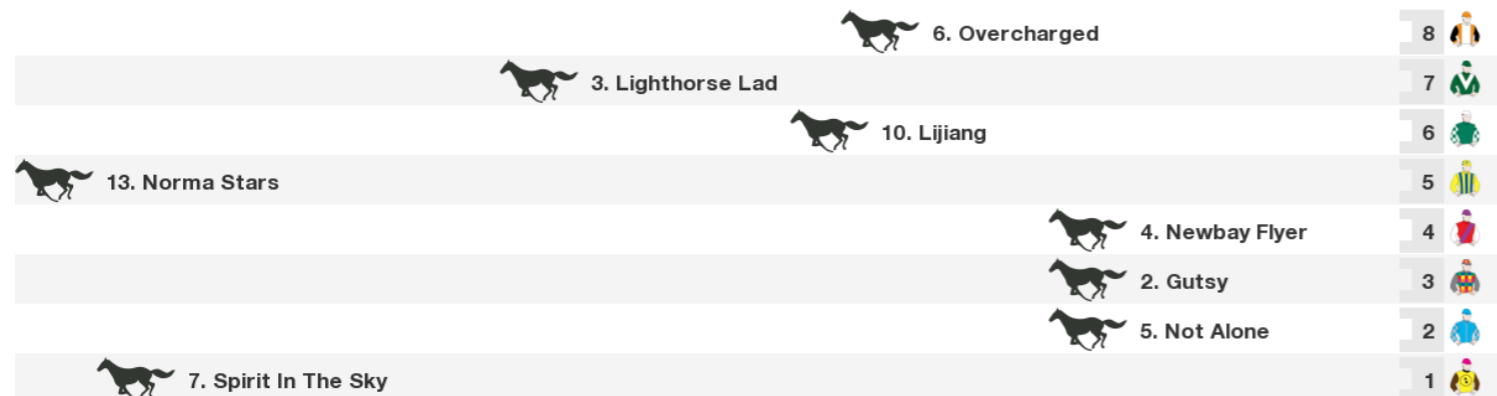 6. Overcharged 8
3. Lighthorse Lad 7
10. Lijiang 6
13. Norma Stars 5
4. Newbay Flyer 4
2. Gutsy 3
5. Not Alone 2
7. Spirit In The Sky 1